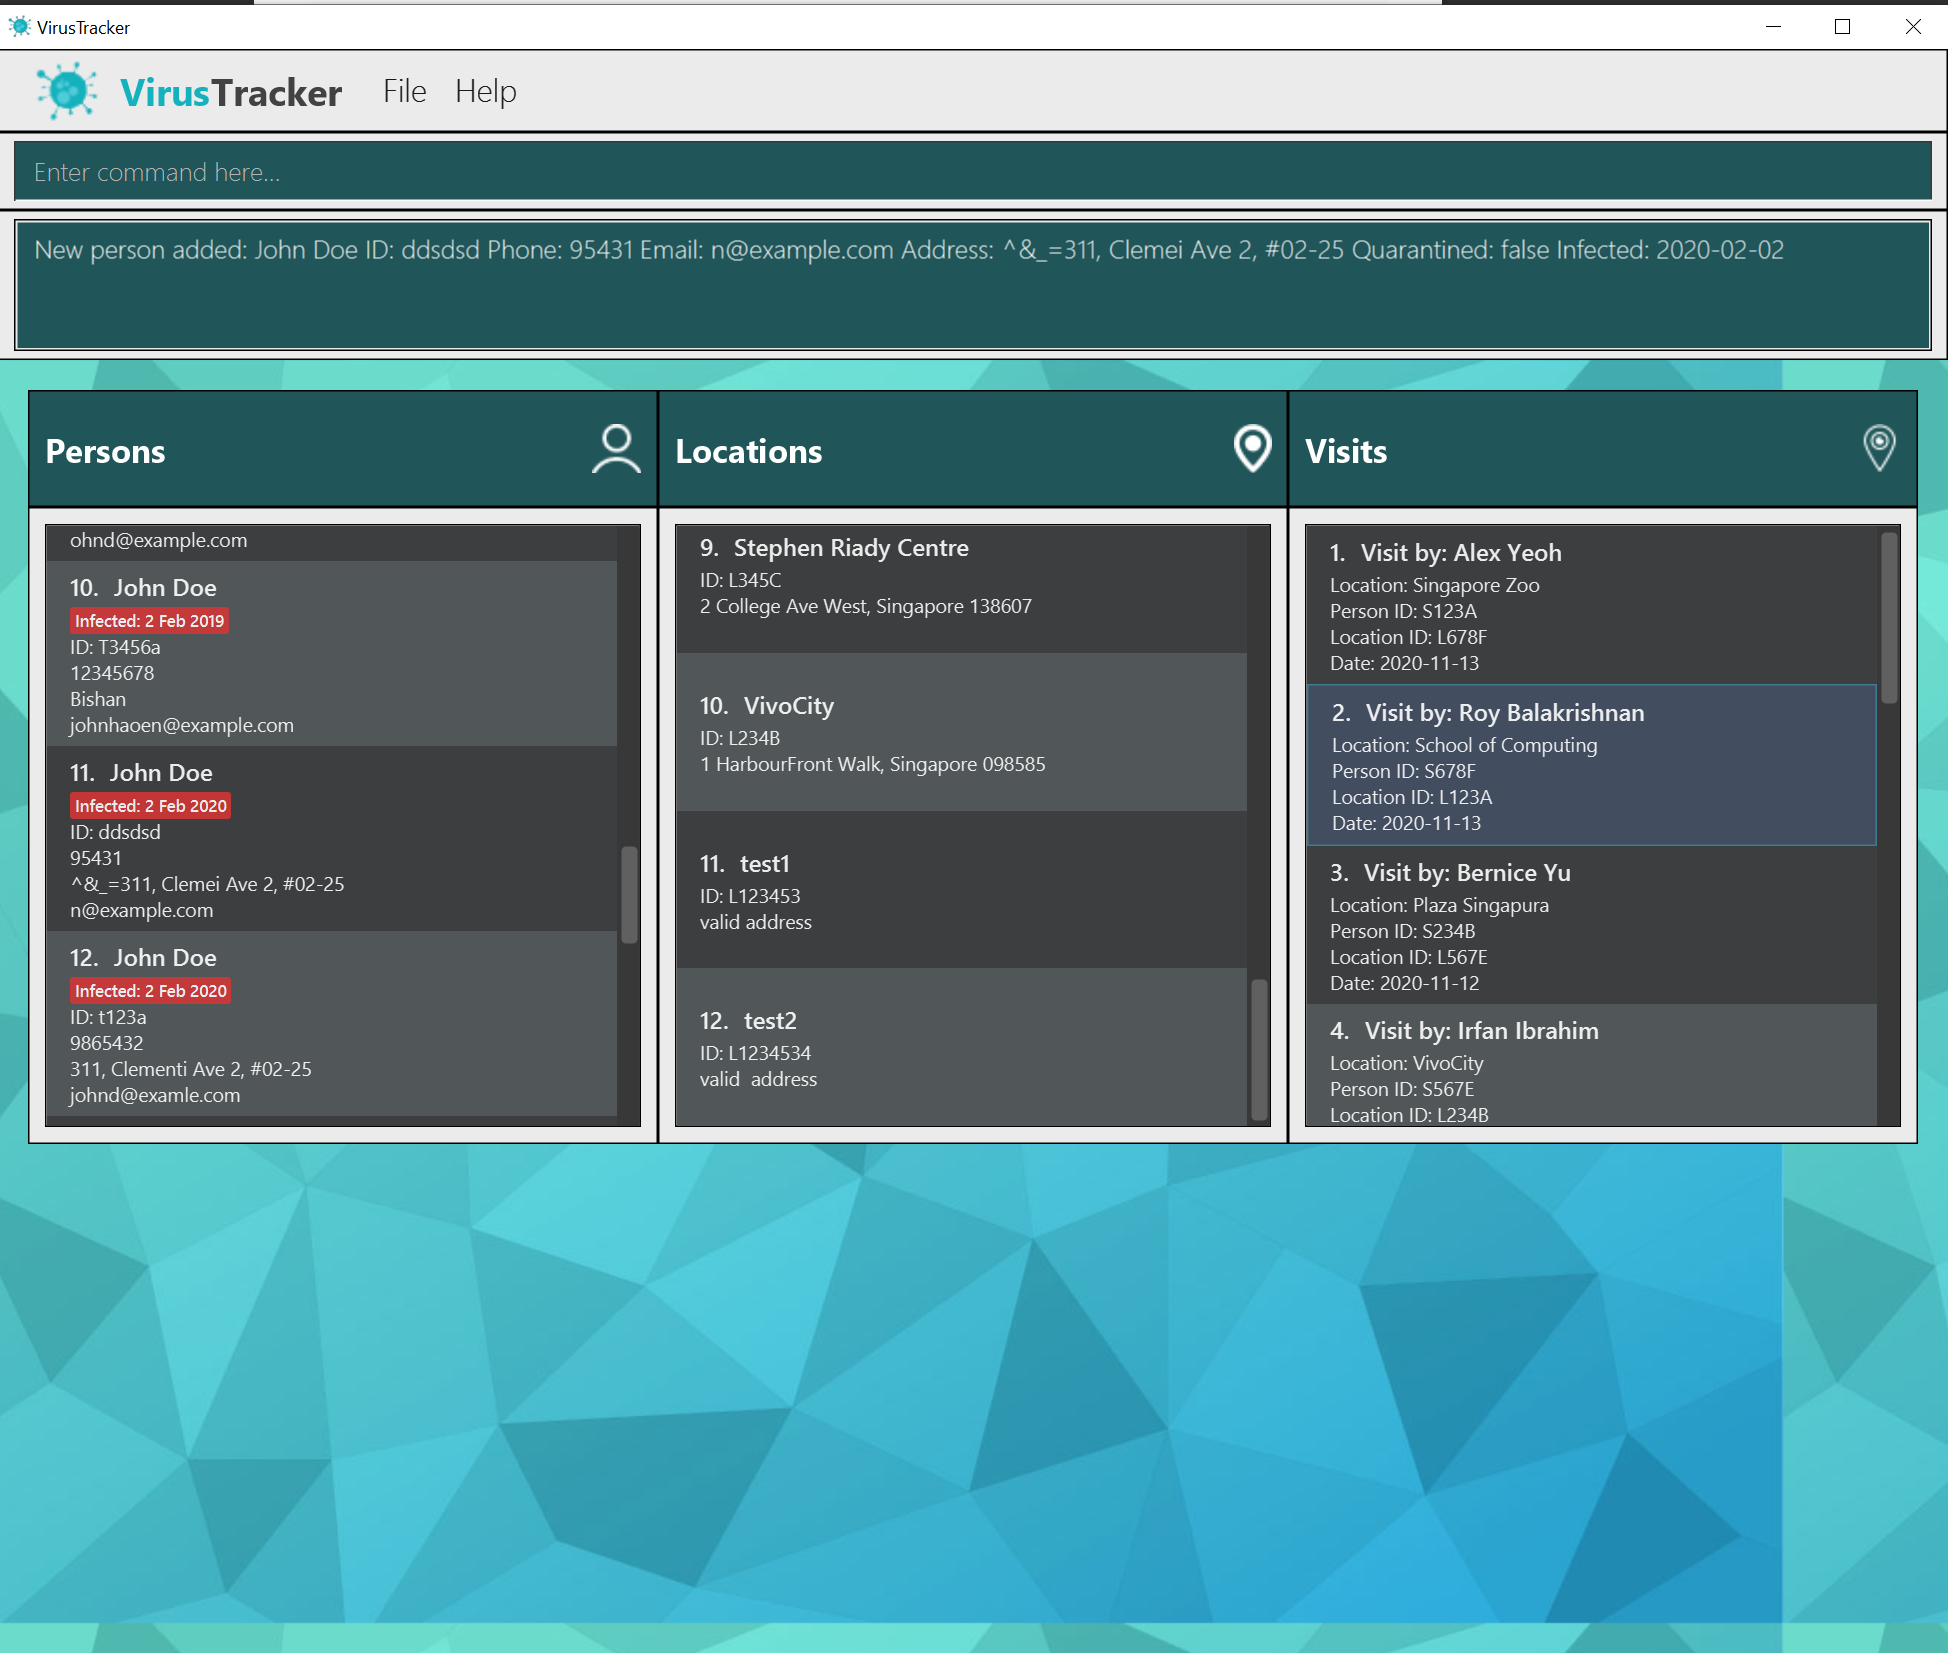 VirusTracker
VirusTracker File Help
Enter command here...
New person added: John Doe ID: ddsdsd Phone: 95431 Email: n@example.com Address: ^&_=311, Clemei Ave 2, #02-25 Quarantined: false Infected: 2020-02-02
Persons
ohnd@example.com
10. John Doe
Infected: 2 Feb 2019
ID: T3456a
12345678
Bishan
johnhaoen@example.com
11. John Doe
Infected: 2 Feb 2020
ID: ddsdsd
95431
^&_=311, Clemei Ave 2, #02-25
n@example.com
12. John Doe
Infected: 2 Feb 2020
ID: t123a
9865432
311, Clementi Ave 2, #02-25
johnd@examle.com
Locations
9. Stephen Riady Centre
ID: L345C
2 College Ave West, Singapore 138607
10. VivoCity
ID: L234B
1 HarbourFront Walk, Singapore 098585
11. test1
ID: L123453
valid address
12. test2
ID: L1234534
valid  address
Visits
1. Visit by: Alex Yeoh
Location: Singapore Zoo
Person ID: S123A
Location ID: L678F
Date: 2020-11-13
2. Visit by: Roy Balakrishnan
Location: School of Computing
Person ID: S678F
Location ID: L123A
Date: 2020-11-13
3. Visit by: Bernice Yu
Location: Plaza Singapura
Person ID: S234B
Location ID: L567E
Date: 2020-11-12
4. Visit by: Irfan Ibrahim
Location: VivoCity
Person ID: S567E
Location ID: L234B